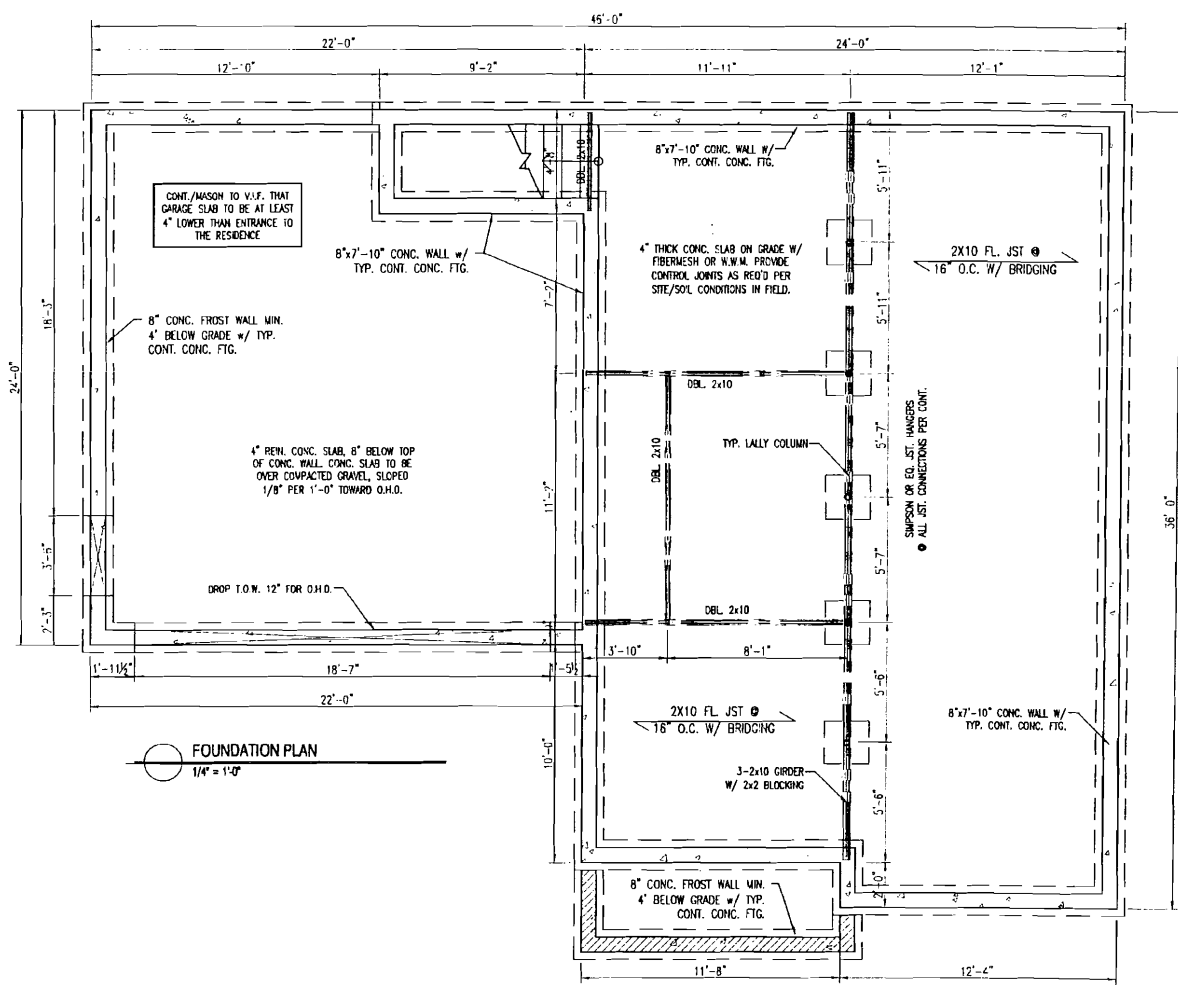 46'-0"
22'-0"
24'-0"
12'-10"
9'-2"
11'-11"
12'-1"
CONT./MASON TO V.I.F. THAT
GARAGE SLAB TO BE AT LEAST
4" LOWER THAN ENTRANCE TO
THE RESIDENCE
4'-8"
DBL. 2x10
8"x7'-10" CONC. WALL W/
TYP. CONT. CONC. FTG.
5'-11"
8"x7'-10" CONC. WALL w/
TYP. CONT. CONC. FTG.
4" THICK CONC. SLAB ON GRADE W/
FIBERMESH OR W.W.M. PROVIDE
CONTROL JOINTS AS REQ'D PER
SITE/SOIL CONDITIONS IN FIELD.
2X10 FL. JST @
16" O.C. W/ BRIDGING
18'-3"
24'-0"
8" CONC. FROST WALL MIN.
4' BELOW GRADE w/ TYP.
CONT. CONC. FTG.
7'-2"
5'-11"
DBL. 2x10
4" REIN. CONC. SLAB, 8" BELOW TOP
OF CONC. WALL. CONC. SLAB TO BE
OVER COMPACTED GRAVEL, SLOPED
1/8" PER 1'-0" TOWARD O.H.D.
11'-2"
DBL. 2x10
TYP. LALLY COLUMN
5'-7"
SIMPSON OR EQ. JST. HANGERS
@ ALL JST. CONNECTIONS PER CONT.
36' 0"
3'-6"
2'-3"
DROP T.O.W. 12" FOR O.H.D.
5'-7"
DBL. 2x10
1'-11½"
18'-7"
1'-5½
3'-10"
8'-1"
22'-0"
5'-6"
2X10 FL. JST @
16" O.C. W/ BRIDGING
8"x7'-10" CONC. WALL W/
TYP. CONT. CONC. FTG.
FOUNDATION PLAN
1/4" = 1'-0"
10'-0"
3-2x10 GIRDER
W/ 2x2 BLOCKING
5'-6"
8" CONC. FROST WALL MIN.
4' BELOW GRADE w/ TYP.
CONT. CONC. FTG.
2'-0"
11'-8"
12'-4"